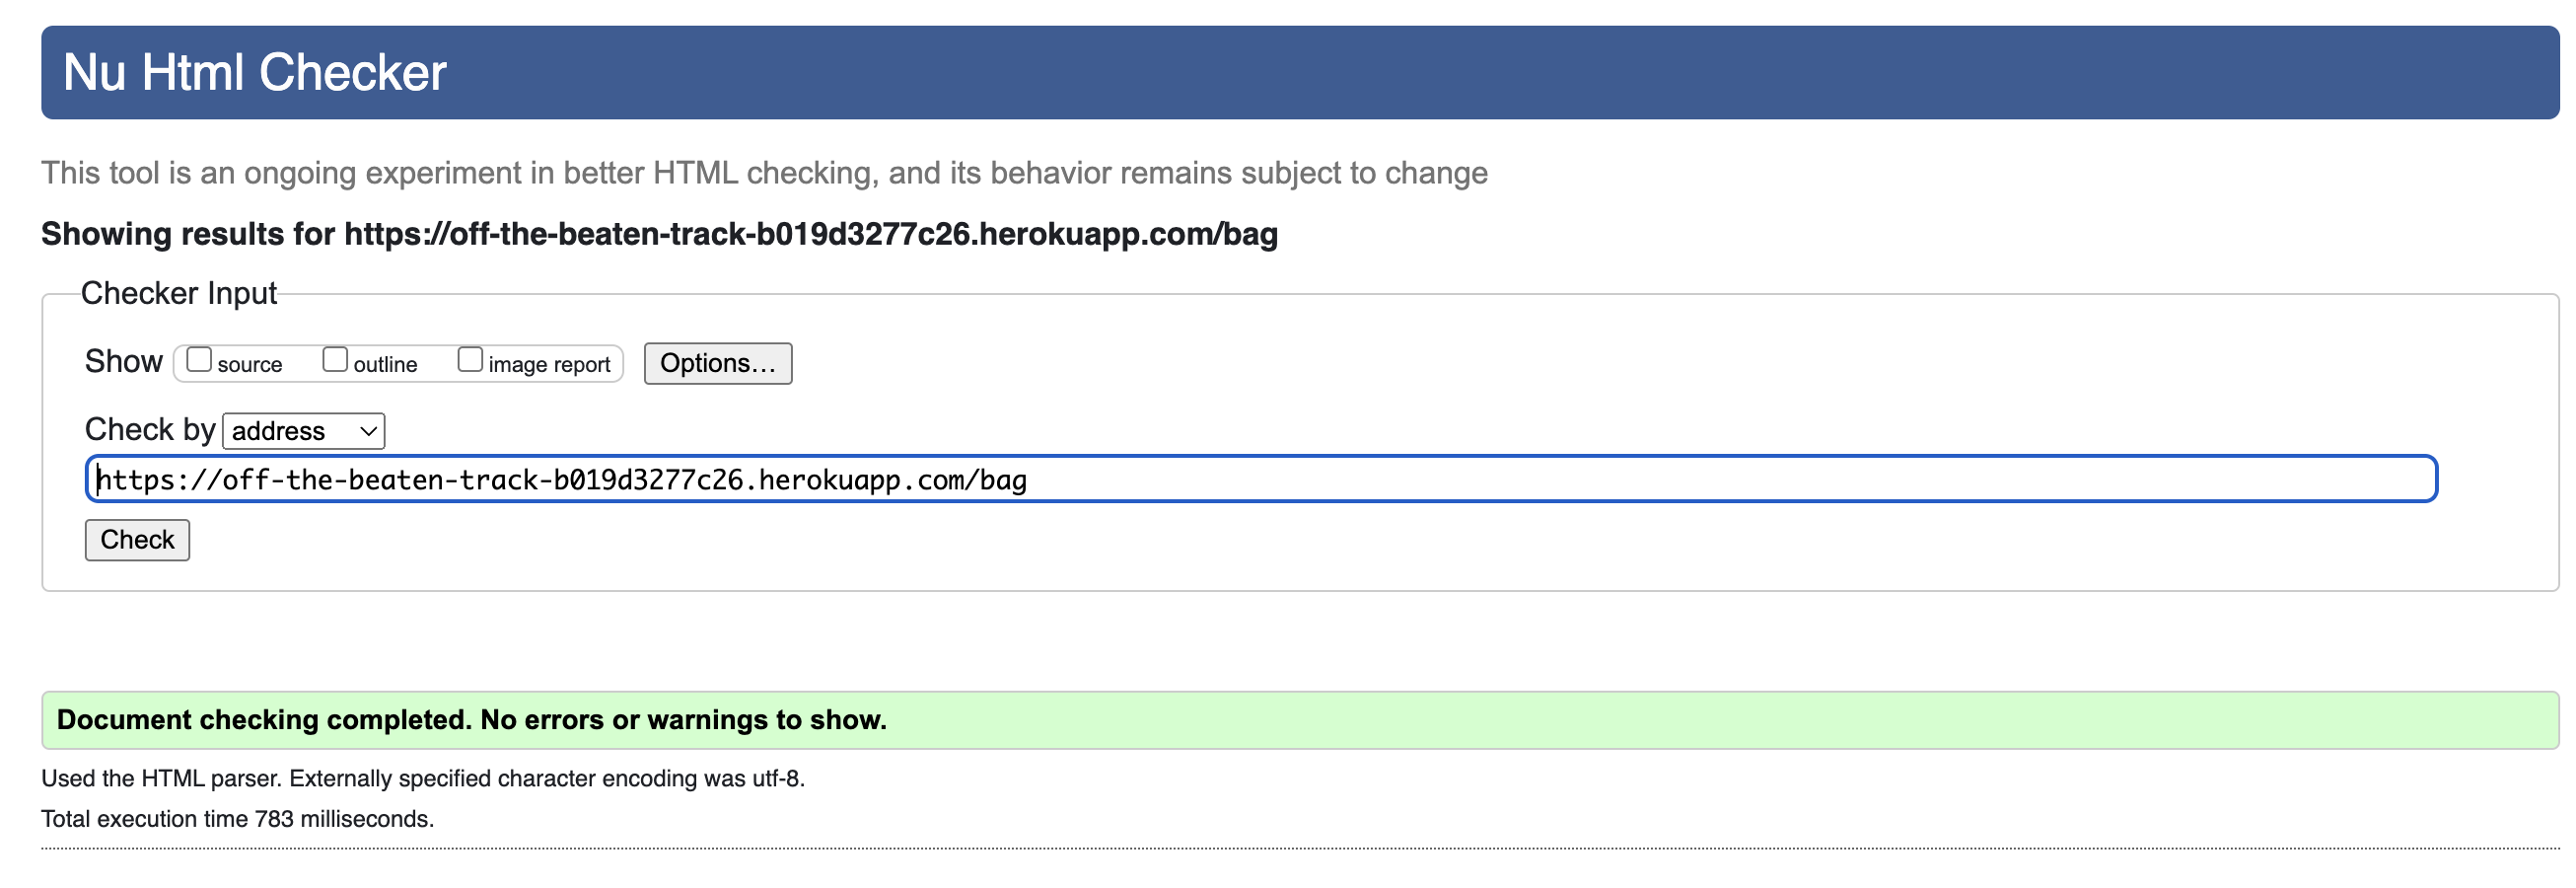 Nu Html Checker
This tool is an ongoing experiment in better HTML checking, and its behavior remains subject to change
Showing results for https://off-the-beaten-track-b019d3277c26.herokuapp.com/bag
Checker Input
Show source outline image report Options...
Check by address
https://off-the-beaten-track-b019d3277c26.herokuapp.com/bag
Check
Document checking completed. No errors or warnings to show.
Used the HTML parser. Externally specified character encoding was utf-8.
Total execution time 783 milliseconds.